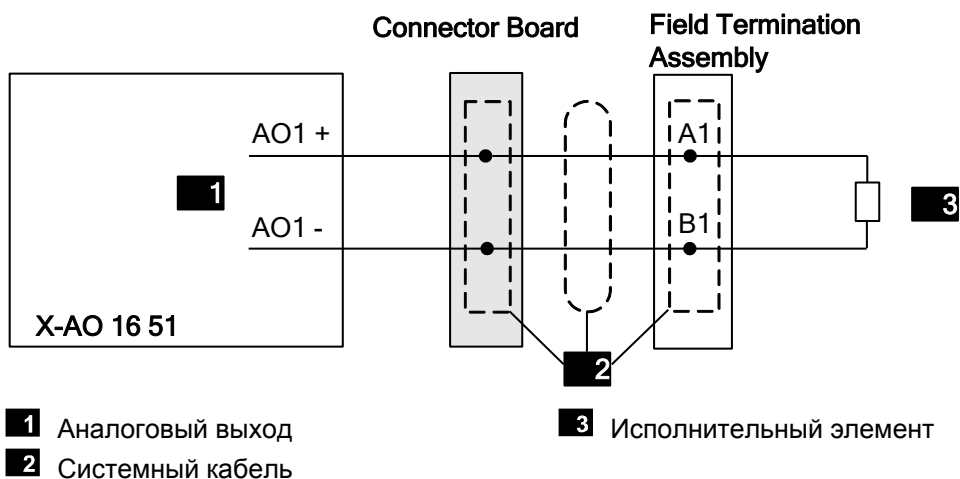 Connector Board
Field Termination
Assembly
AO1 +
A1
1
3
AO1 -
B1
X-AO 16 51
2
1 Аналоговый выход
3 Исполнительный элемент
2 Системный кабель